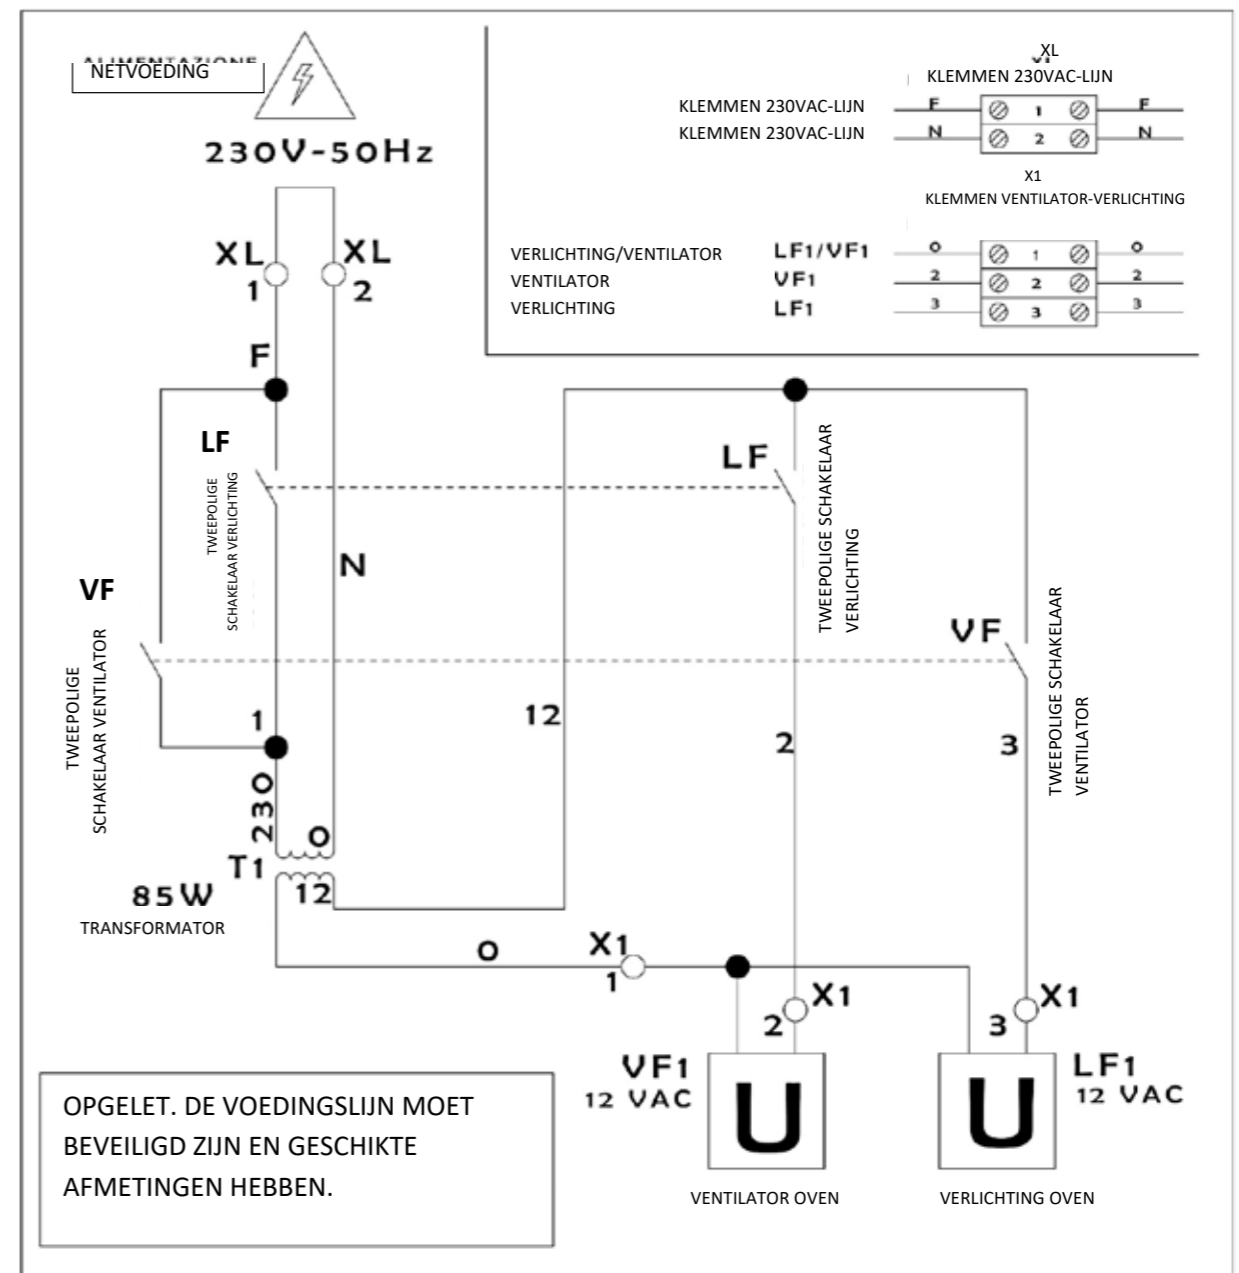 NETVOEDING
230V-50Hz
XL
KLEMMEN 230VAC-LIJN
KLEMMEN 230VAC-LIJN F 1 F
KLEMMEN 230VAC-LIJN N 2 N
X1
KLEMMEN VENTILATOR-VERLICHTING
VERLICHTING/VENTILATOR LF1/VF1 0 1 0
VENTILATOR VF1 2 2 2
VERLICHTING LF1 3 3 3
XL XL
1 2
F
LF
TWEEPOLIGE
SCHAKELAAR VERLICHTING
LF
TWEEPOLIGE SCHAKELAAR
VERLICHTING
N
VF
TWEEPOLIGE
SCHAKELAAR VENTILATOR
VF
TWEEPOLIGE SCHAKELAAR
VENTILATOR
1
12
2
3
230
0
T1
85W
12
TRANSFORMATOR
0
X1
1
X1
2
X1
3
VF1
12 VAC
U
LF1
12 VAC
U
VENTILATOR OVEN
VERLICHTING OVEN
OPGELET. DE VOEDINGSLIJN MOET
BEVEILIGD ZIJN EN GESCHIKTE
AFMETINGEN HEBBEN.